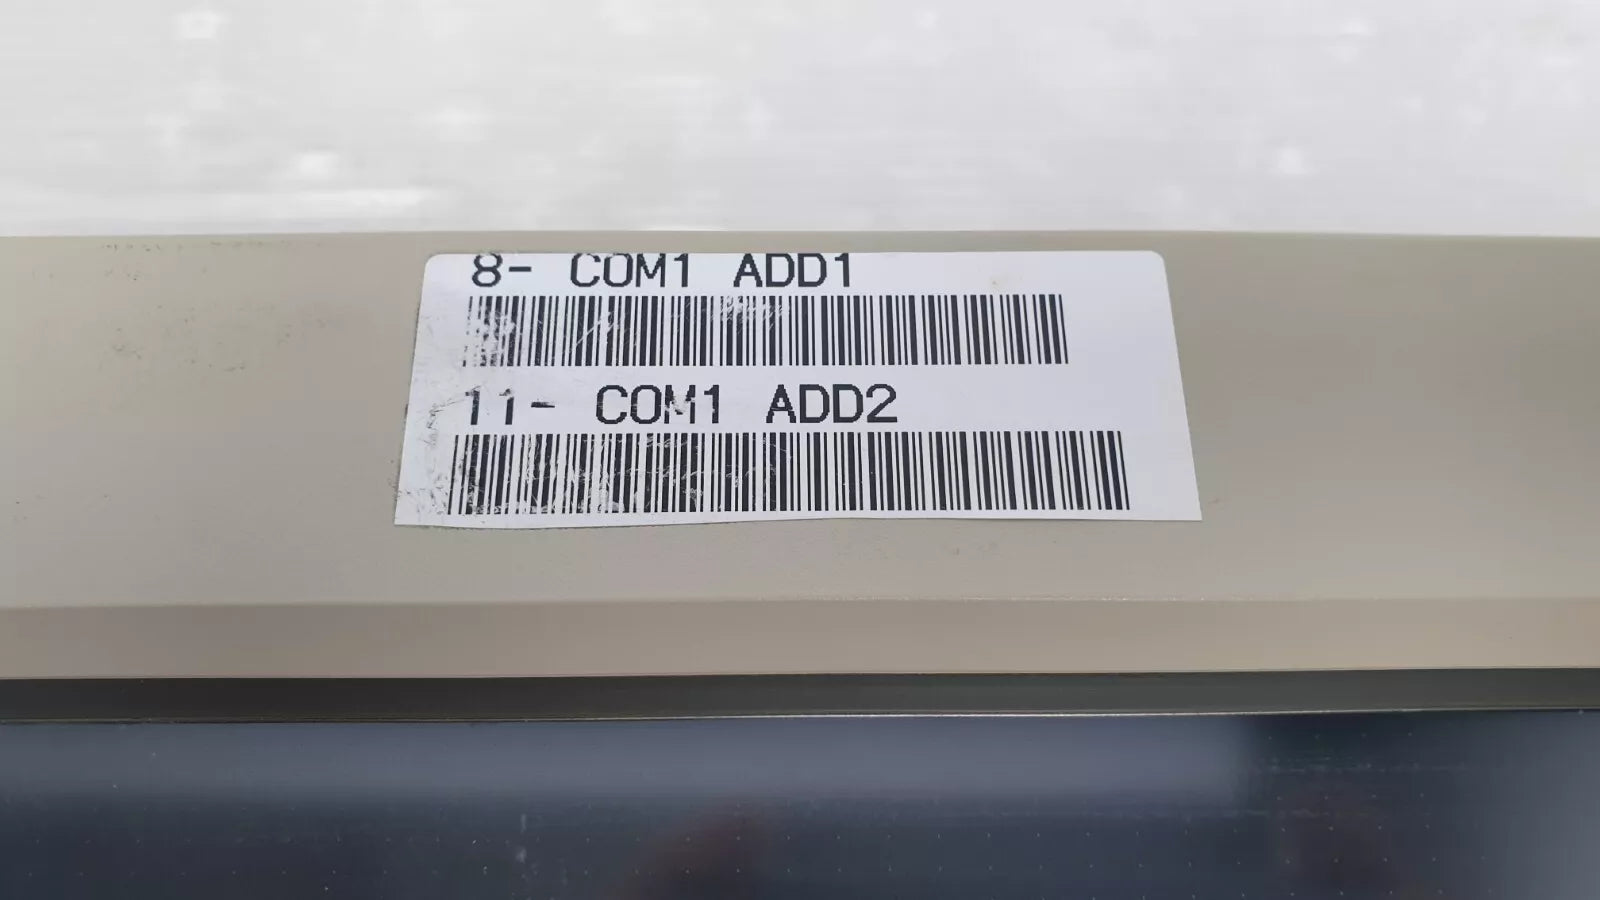 8- COM1 ADD1
11- COM1 ADD2